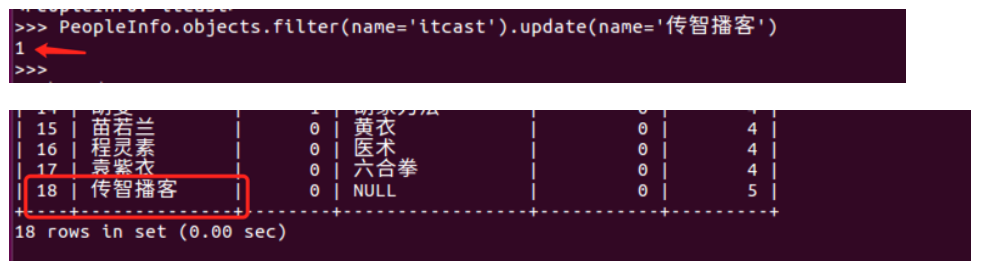 <PeopleInfo: itcast>
>>> PeopleInfo.objects.filter(name='itcast').update(name='传智播客')
1
>>>
| 15 | 苗若兰 | 0 | 黄衣 | 0 | 4 |
| 16 | 程灵素 | 0 | 医术 | 0 | 4 |
| 17 | 袁紫衣 | 0 | 六合拳 | 0 | 4 |
| 18 | 传智播客 | 0 | NULL | 0 | 5 |
+----+--------------+--------+-----------------+-----------+---------+
18 rows in set (0.00 sec)